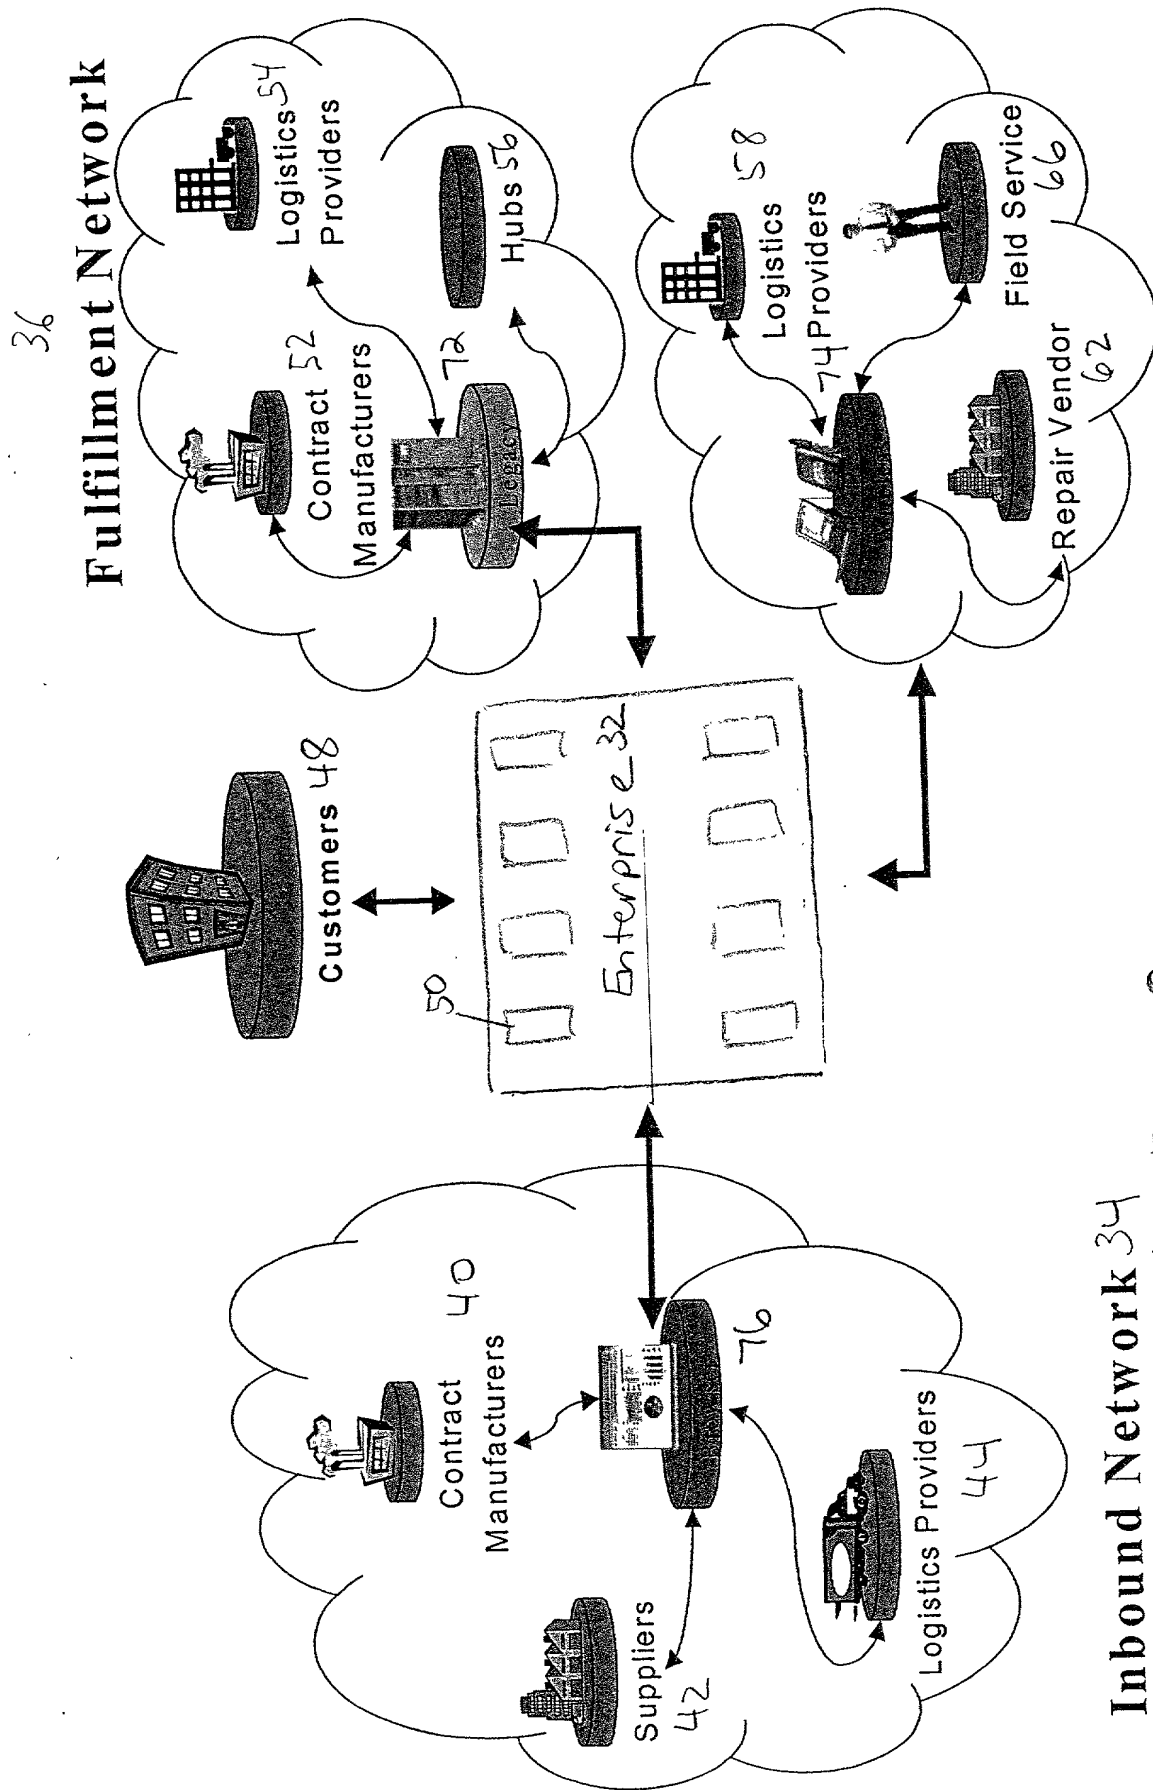 36
Fulfillment Network
Customers 48
Contract 52
Manufacturers
Logistics 54
Providers
72
Legacy
Hubs 56
50
Enterprise 32
Contract
Manufacturers
40
Suppliers
42
76
Logistics Providers
44
Logistics 58
Providers
74
Repair Vendor
62
Field Service
66
Inbound Network 34